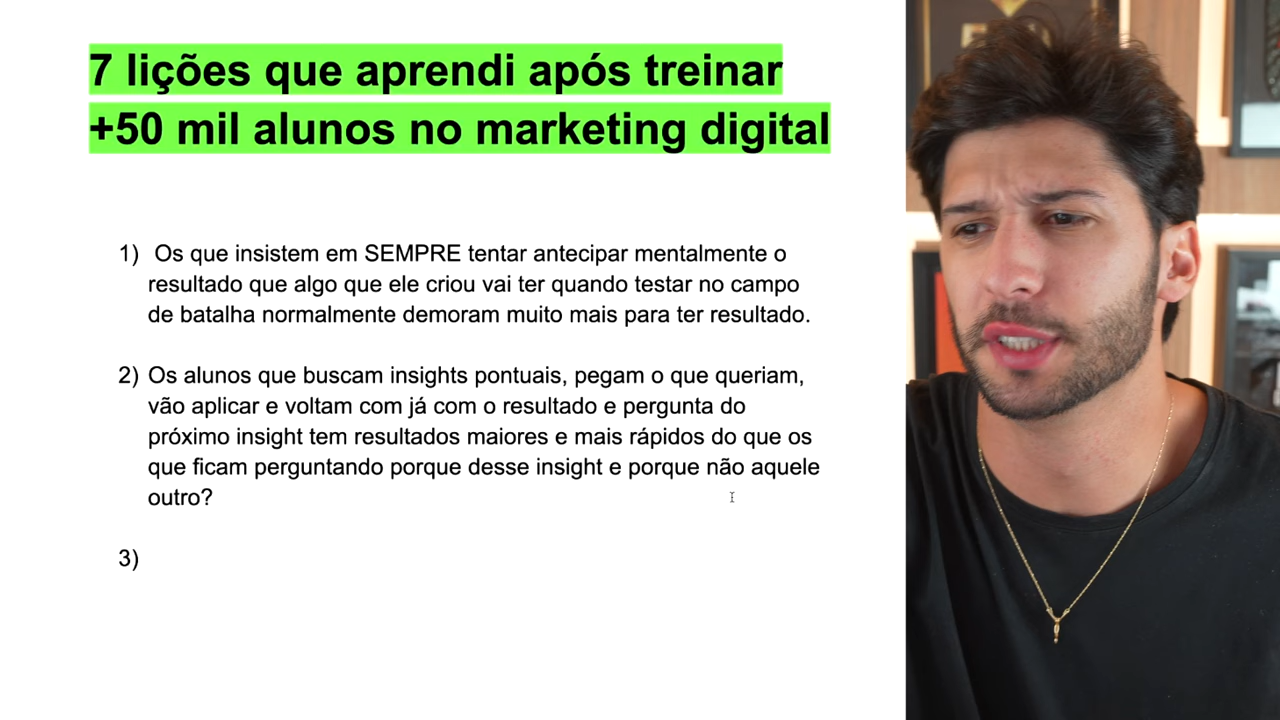 7 lições que aprendi após treinar
+50 mil alunos no marketing digital
1) Os que insistem em SEMPRE tentar antecipar mentalmente o
resultado que algo que ele criou vai ter quando testar no campo
de batalha normalmente demoram muito mais para ter resultado.
2) Os alunos que buscam insights pontuais, pegam o que queriam,
vão aplicar e voltam com já com o resultado e pergunta do
próximo insight tem resultados maiores e mais rápidos do que os
que ficam perguntando porque desse insight e porque não aquele
outro?
3)